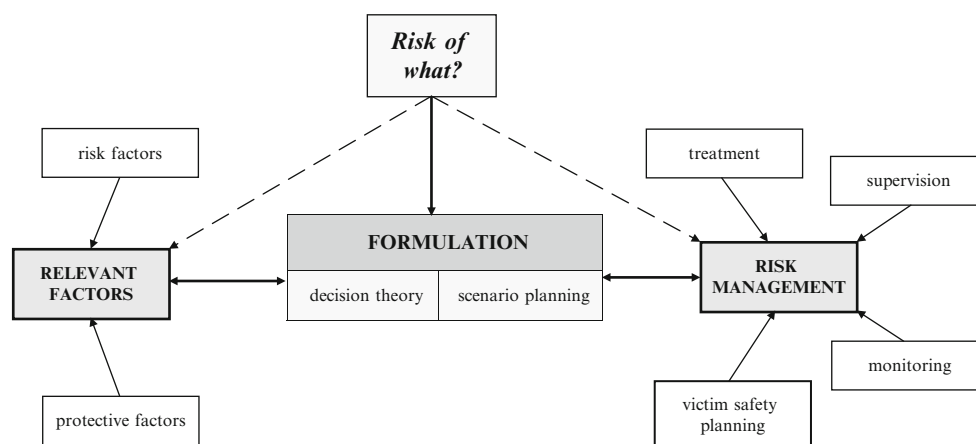 Risk of
what?
risk factors
treatment
supervision
FORMULATION
decision theory
scenario planning
RELEVANT
FACTORS
RISK
MANAGEMENT
protective factors
victim safety
planning
monitoring